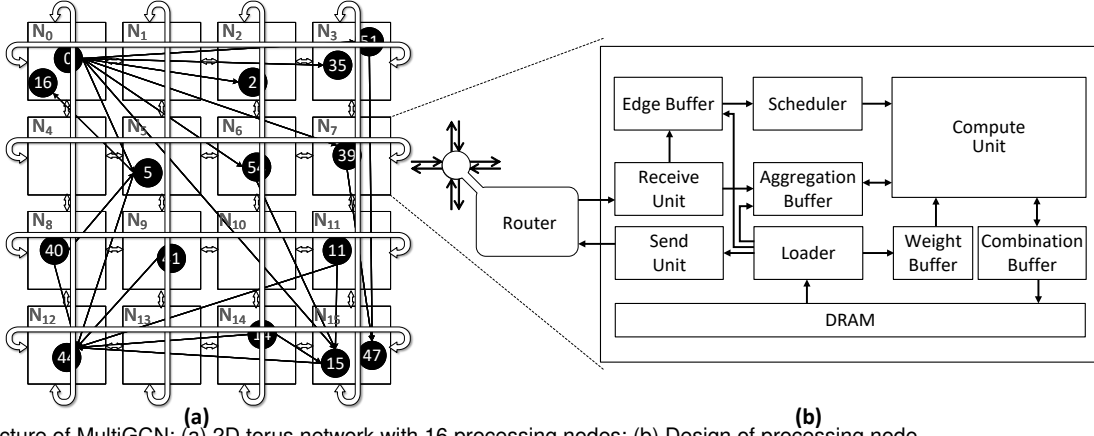 N0 N1 N2 N3
0 51
35
16 2
N4 N5 N6 N7
5 54 39
N8 N9 N10 N11
40 41 11
N12 N13 N14 N15
44 14 15 47
(a)
Edge Buffer Scheduler
Compute
Unit
Receive
Unit
Aggregation
Buffer
Router
Send
Unit
Loader
Weight
Buffer
Combination
Buffer
DRAM
(b)
cture of MultiGCN: (a) 2D torus network with 16 processing nodes; (b) Design of processing node